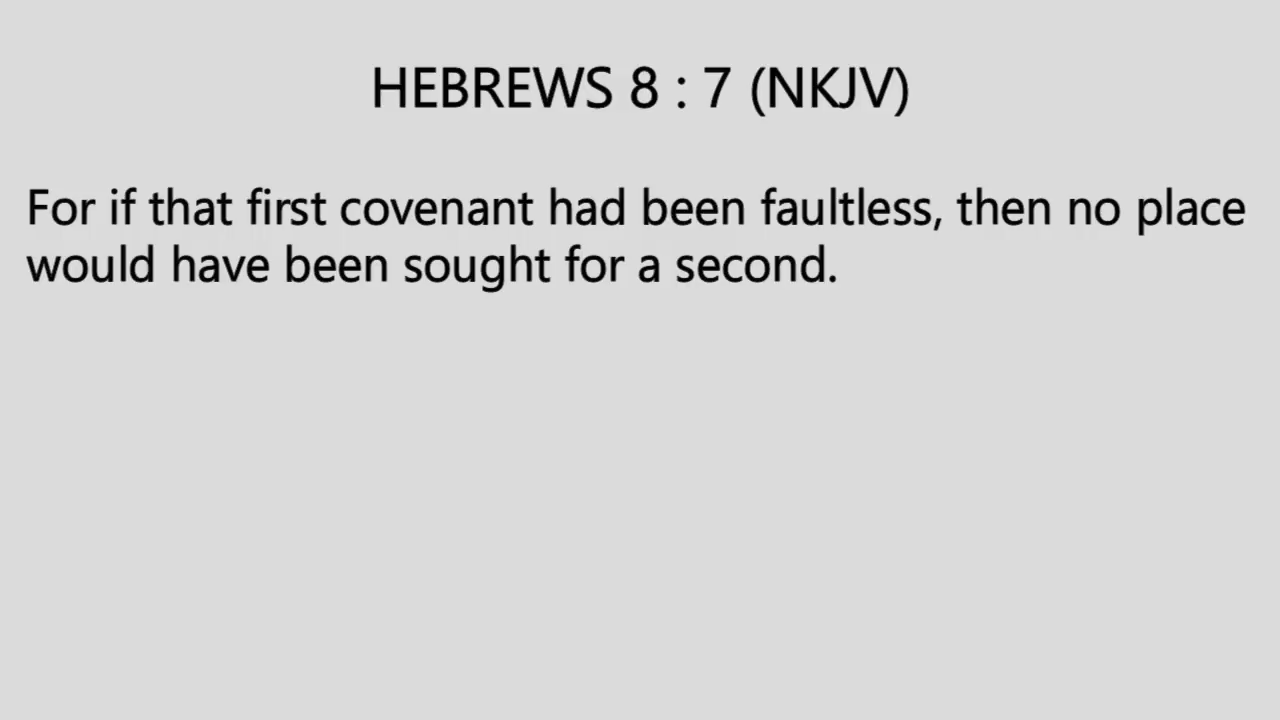 HEBREWS 8 : 7 (NKJV)
For if that first covenant had been faultless, then no place
would have been sought for a second.